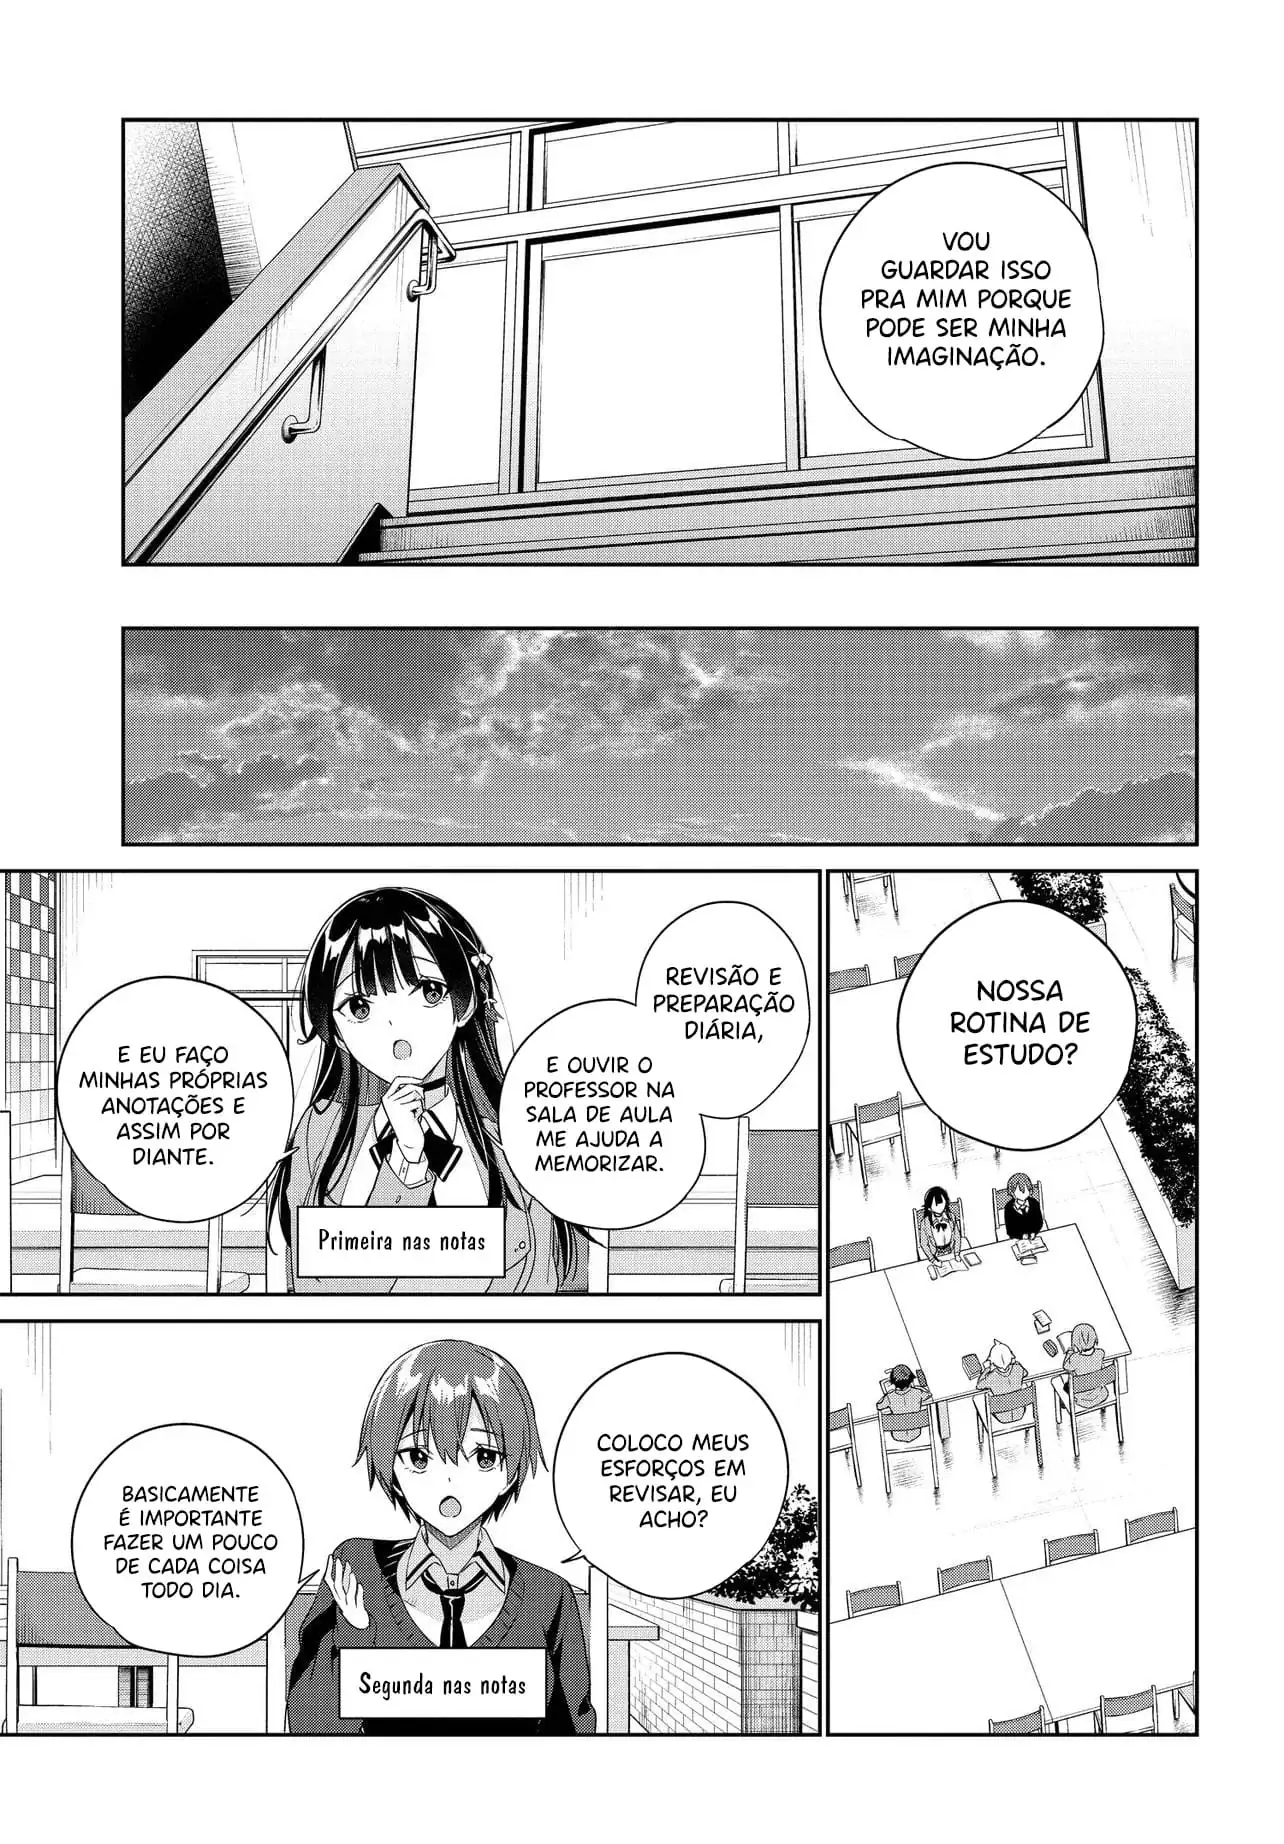 VOU
GUARDAR ISSO
PRA MIM PORQUE
PODE SER MINHA
IMAGINAÇÃO.
NOSSA
ROTINA DE
ESTUDO?
REVISÃO E
PREPARAÇÃO
DIÁRIA,
E OUVIR O
PROFESSOR NA
SALA DE AULA
ME AJUDA A
MEMORIZAR.
E EU FAÇO
MINHAS PRÓPRIAS
ANOTAÇÕES E
ASSIM POR
DIANTE.
Primeira nas notas
COLOCO MEUS
ESFORÇOS EM
REVISAR, EU
ACHO?
BASICAMENTE
É IMPORTANTE
FAZER UM POUCO
DE CADA COISA
TODO DIA.
Segunda nas notas